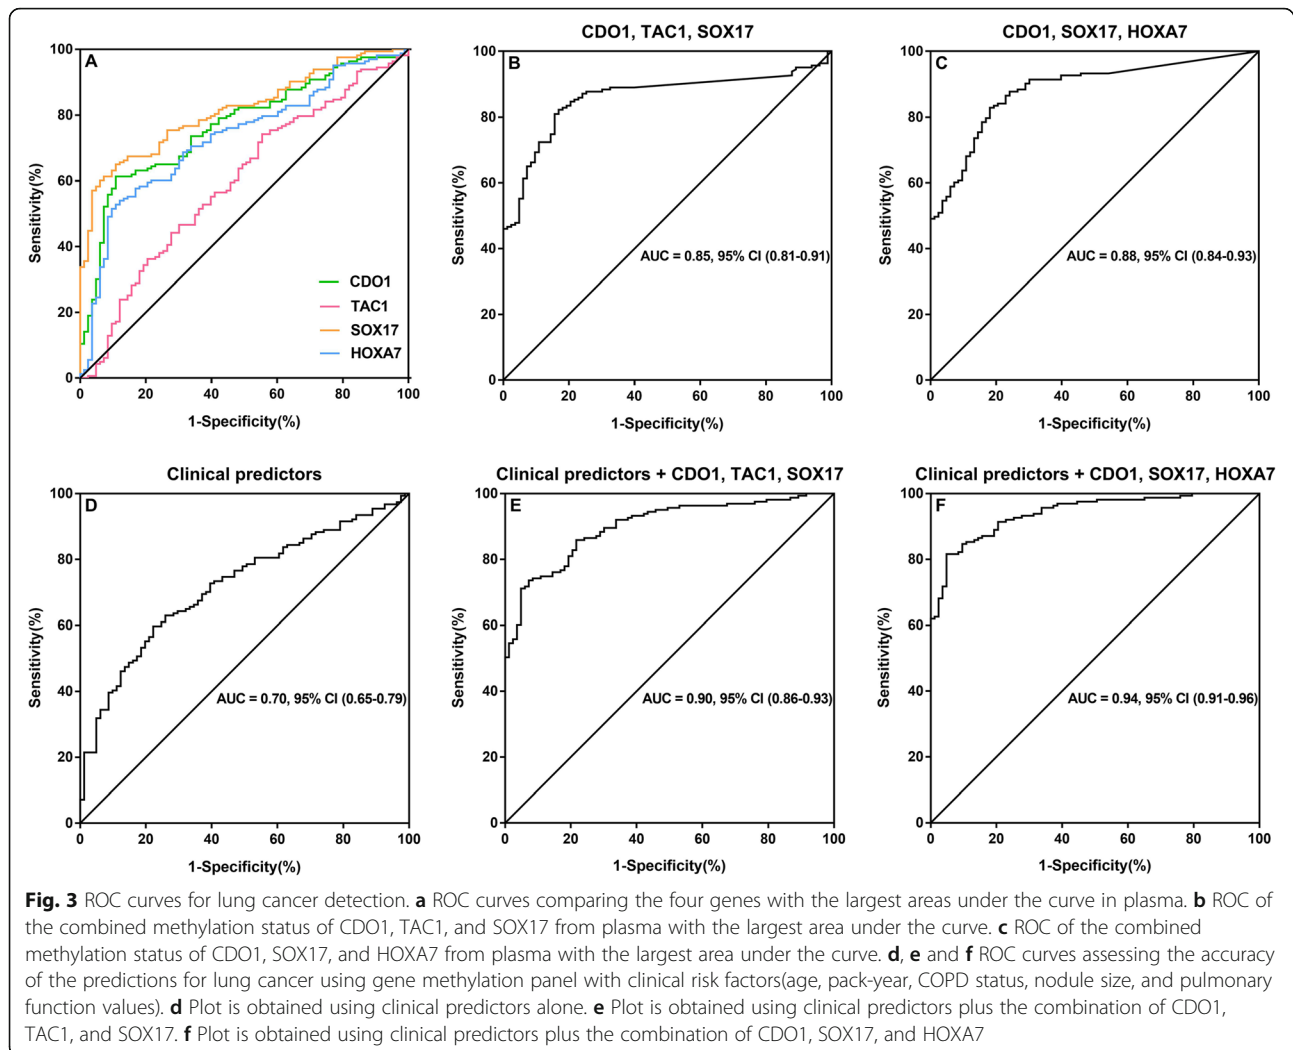 A
Sensitivity(%)
100
80
60
40
20
0
0 20 40 60 80 100
1-Specificity(%)
CDO1
TAC1
SOX17
HOXA7
CDO1, TAC1, SOX17
B
Sensitivity(%)
100
80
60
40
20
0
AUC = 0.85, 95% CI (0.81-0.91)
0 20 40 60 80 100
1-Specificity(%)
CDO1, SOX17, HOXA7
C
Sensitivity(%)
100
80
60
40
20
0
AUC = 0.88, 95% CI (0.84-0.93)
0 20 40 60 80 100
1-Specificity(%)
Clinical predictors
D
Sensitivity(%)
100
80
60
40
20
0
AUC = 0.70, 95% CI (0.65-0.79)
0 20 40 60 80 100
1-Specificity(%)
Clinical predictors + CDO1, TAC1, SOX17
E
Sensitivity(%)
100
80
60
40
20
0
AUC = 0.90, 95% CI (0.86-0.93)
0 20 40 60 80 100
1-Specificity(%)
Clinical predictors + CDO1, SOX17, HOXA7
F
Sensitivity(%)
100
80
60
40
20
0
AUC = 0.94, 95% CI (0.91-0.96)
0 20 40 60 80 100
1-Specificity(%)
Fig. 3 ROC curves for lung cancer detection. a ROC curves comparing the four genes with the largest areas under the curve in plasma. b ROC of
the combined methylation status of CDO1, TAC1, and SOX17 from plasma with the largest area under the curve. c ROC of the combined
methylation status of CDO1, SOX17, and HOXA7 from plasma with the largest area under the curve. d, e and f ROC curves assessing the accuracy
of the predictions for lung cancer using gene methylation panel with clinical risk factors(age, pack-year, COPD status, nodule size, and pulmonary
function values). d Plot is obtained using clinical predictors alone. e Plot is obtained using clinical predictors plus the combination of CDO1,
TAC1, and SOX17. f Plot is obtained using clinical predictors plus the combination of CDO1, SOX17, and HOXA7